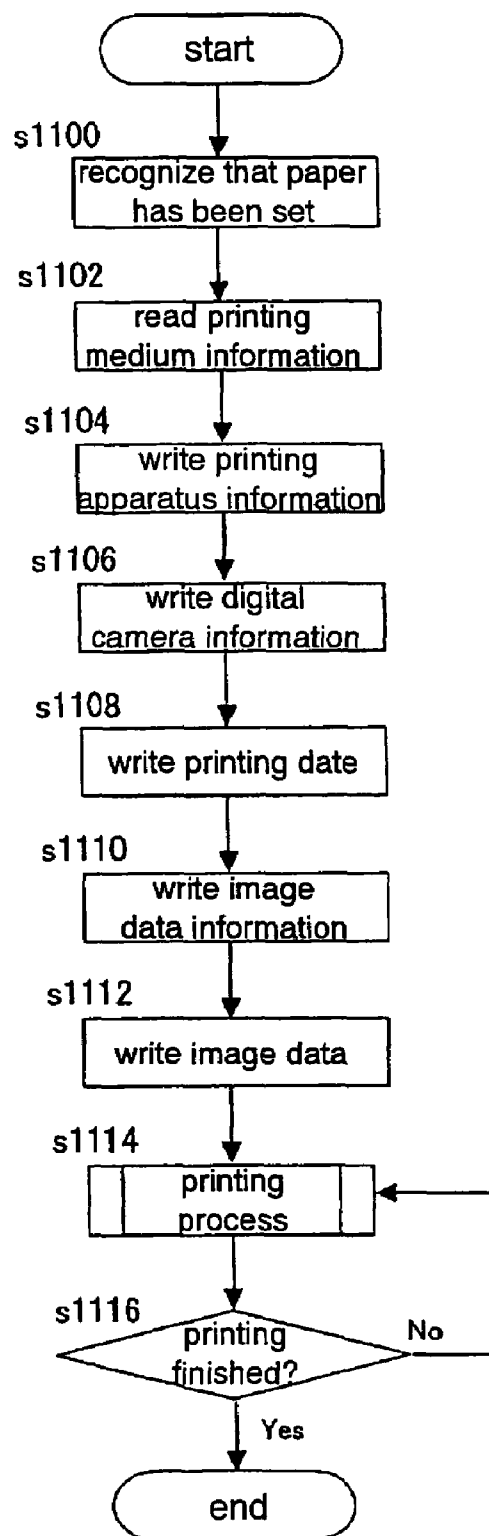 start
s1100
recognize that paper
has been set
s1102
read printing
medium information
s1104
write printing
apparatus information
s1106
write digital
camera information
s1108
write printing date
s1110
write image
data information
s1112
write image data
s1114
printing
process
s1116
printing
finished?
No
Yes
end